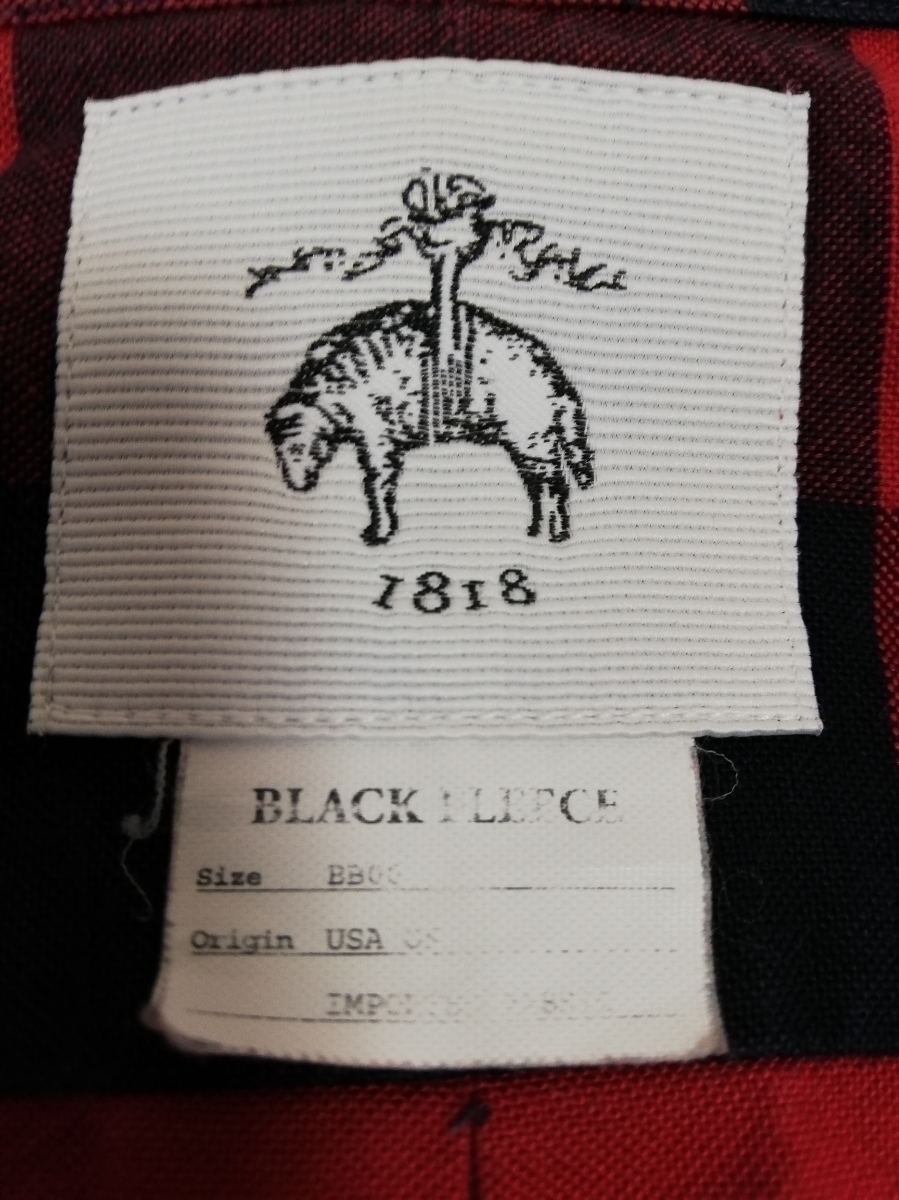 1818
BLACK FLEECE
Size
Origin USA